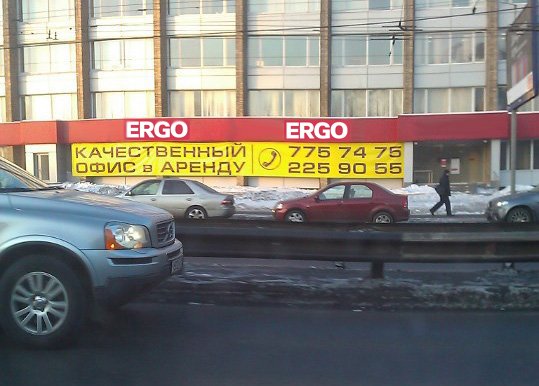 ERGO ERGO
КАЧЕСТВЕННЫЙ 775 74 75
ОФИС в АРЕНДУ 225 90 55